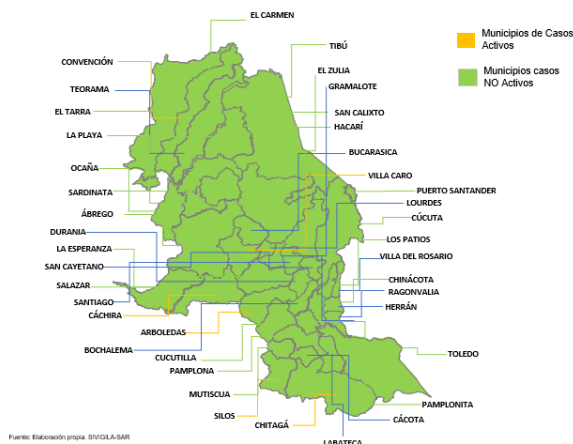 EL CARMEN
Municipios de Casos
Activos
TIBÚ
CONVENCIÓN
EL ZULIA
Municipios casos
NO Activos
TEORAMA
GRAMALOTE
EL TARRA
SAN CALIXTO
HACARÍ
LA PLAYA
BUCARASICA
OCAÑA
VILLA CARO
SARDINATA
PUERTO SANTANDER
LOURDES
ÁBREGO
CÚCUTA
DURANIA
LOS PATIOS
LA ESPERANZA
VILLA DEL ROSARIO
SAN CAYETANO
CHINÁCOTA
SALAZAR
RAGONVALIA
SANTIAGO
HERRÁN
CÁCHIRA
ARBOLEDAS
BOCHALEMA
TOLEDO
CUCUTILLA
PAMPLONA
MUTISCUA
PAMPLONITA
SILOS
CÁCOTA
CHITAGÁ
Fuente: Elaboración propia. SIVIGILA-SAR
LABATECA